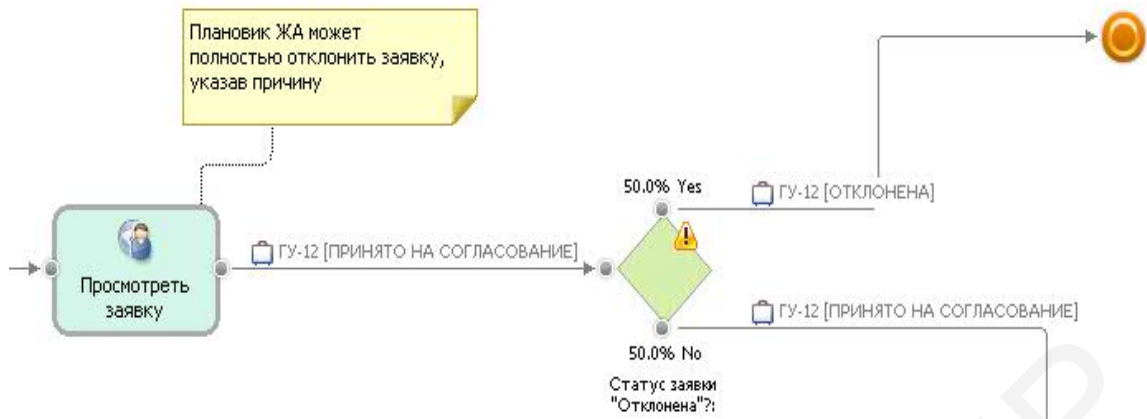 Плановик ЖА может
полностью отклонить заявку,
указав причину
50.0% Yes
ГУ-12 [ОТКЛОНЕНА]
ГУ-12 [ПРИНЯТО НА СОГЛАСОВАНИЕ]
Просмотреть
заявку
ГУ-12 [ПРИНЯТО НА СОГЛАСОВАНИЕ]
50.0% No
Статус заявки
"Отклонена"?: